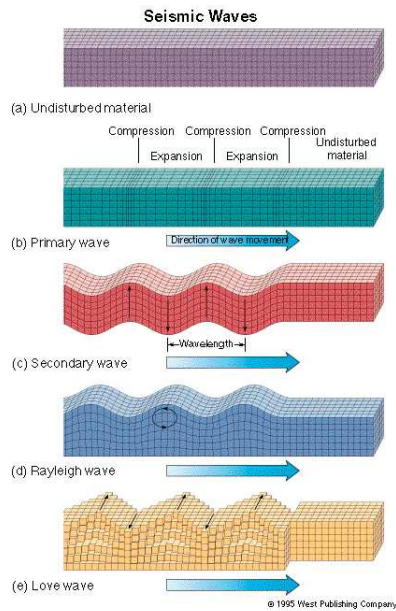 Seismic Waves
(a) Undisturbed material
Compression Compression Compression
Expansion Expansion Undisturbed
material
Direction of wave movement
(b) Primary wave
Wavelength
(c) Secondary wave
(d) Rayleigh wave
(e) Love wave
© 1995 West Publishing Company